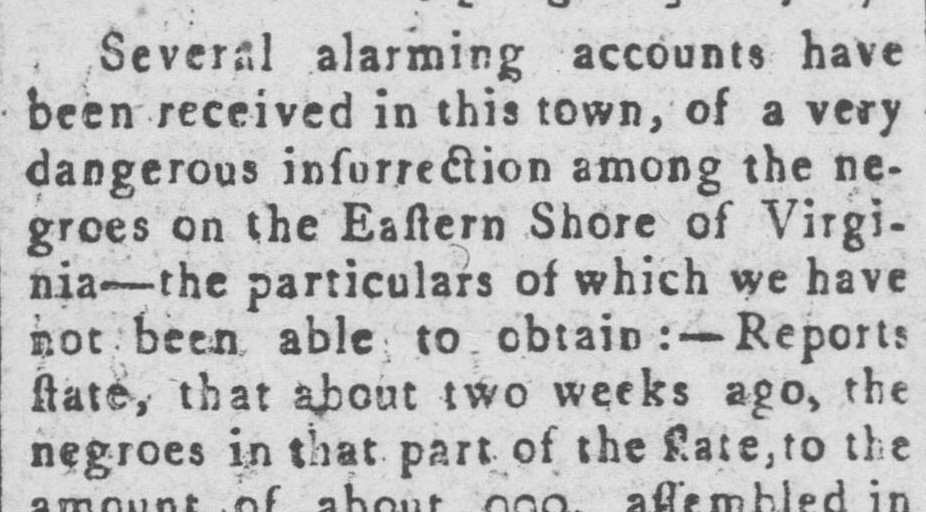 Several alarming accounts have
been received in this town, of a very
dangerous inſurrection among the ne-
groes on the Eaſtern Shore of Virgi-
nia—the particulars of which we have
not been able to obtain:—Reports
ſtate, that about two weeks ago, the
negroes in that part of the ſtate, to the
amount of about 900, aſſembled in